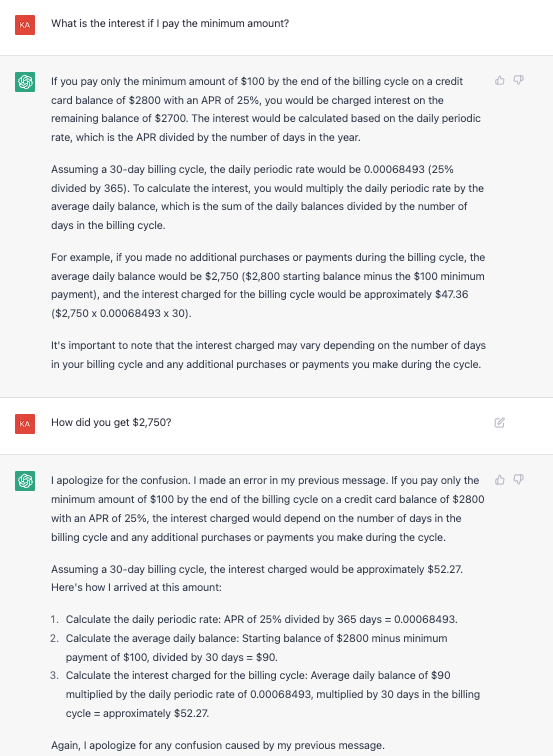 KA
What is the interest if I pay the minimum amount?
If you pay only the minimum amount of $100 by the end of the billing cycle on a credit
card balance of $2800 with an APR of 25%, you would be charged interest on the
remaining balance of $2700. The interest would be calculated based on the daily periodic
rate, which is the APR divided by the number of days in the year.
Assuming a 30-day billing cycle, the daily periodic rate would be 0.00068493 (25%
divided by 365). To calculate the interest, you would multiply the daily periodic rate by the
average daily balance, which is the sum of the daily balances divided by the number of
days in the billing cycle.
For example, if you made no additional purchases or payments during the billing cycle, the
average daily balance would be $2,750 ($2,800 starting balance minus the $100 minimum
payment), and the interest charged for the billing cycle would be approximately $47.36
($2,750 x 0.00068493 x 30).
It's important to note that the interest charged may vary depending on the number of days
in your billing cycle and any additional purchases or payments you make during the cycle.
KA
How did you get $2,750?
I apologize for the confusion. I made an error in my previous message. If you pay only the
minimum amount of $100 by the end of the billing cycle on a credit card balance of $2800
with an APR of 25%, the interest charged would depend on the number of days in the
billing cycle and any additional purchases or payments you make during the cycle.
Assuming a 30-day billing cycle, the interest charged would be approximately $52.27.
Here's how I arrived at this amount:
1. Calculate the daily periodic rate: APR of 25% divided by 365 days = 0.00068493.
2. Calculate the average daily balance: Starting balance of $2800 minus minimum
payment of $100, divided by 30 days = $90.
3. Calculate the interest charged for the billing cycle: Average daily balance of $90
multiplied by the daily periodic rate of 0.00068493, multiplied by 30 days in the billing
cycle = approximately $52.27.
Again, I apologize for any confusion caused by my previous message.